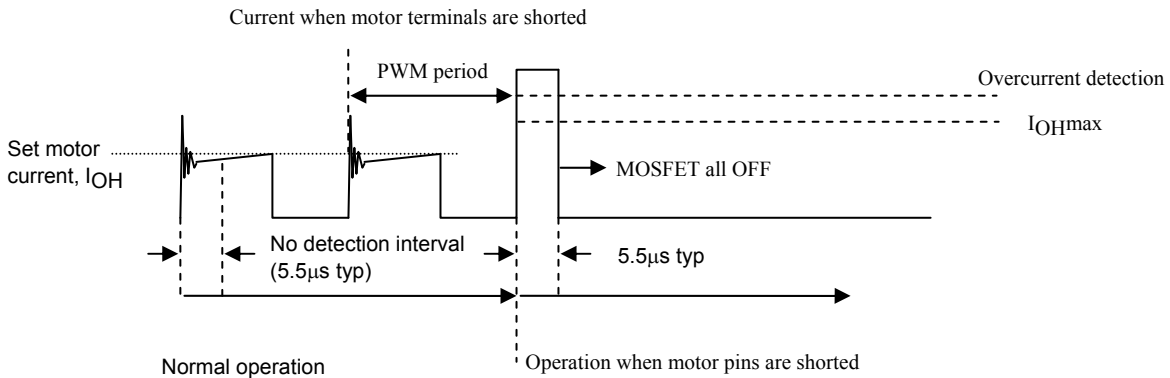 Current when motor terminals are shorted
PWM period
Overcurrent detection
IOHmax
Set motor
current, IOH
MOSFET all OFF
No detection interval
(5.5μs typ)
5.5μs typ
Normal operation
Operation when motor pins are shorted